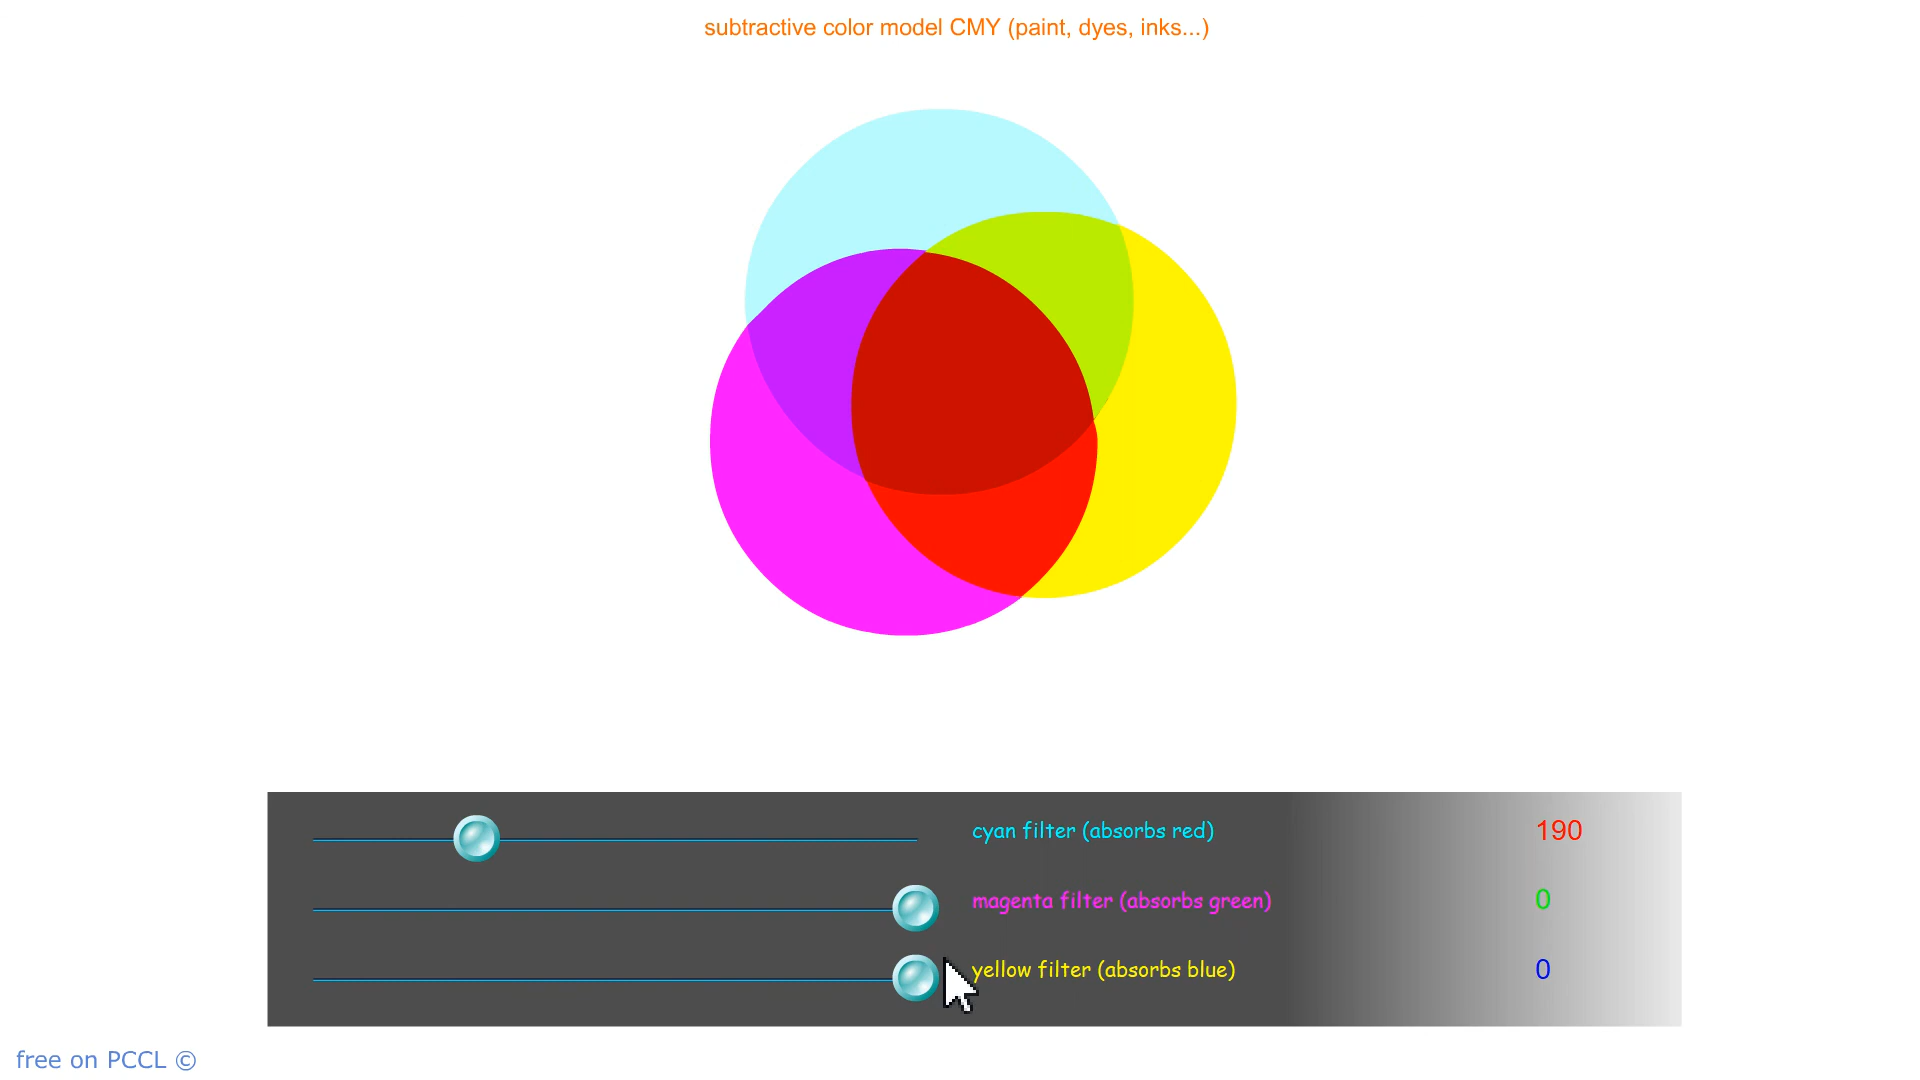 subtractive color model CMY (paint, dyes, inks...)
cyan filter (absorbs red) 190
magenta filter (absorbs green) 0
yellow filter (absorbs blue) 0
free on PCCL ©